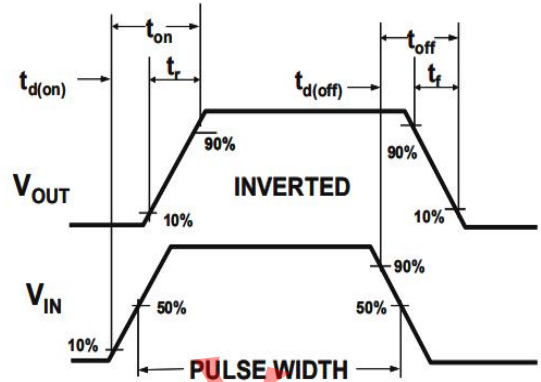 ton
toff
td(on)
tr
td(off)
tf
90%
90%
VOUT
INVERTED
10%
10%
90%
VIN
50%
50%
10%
PULSE WIDTH